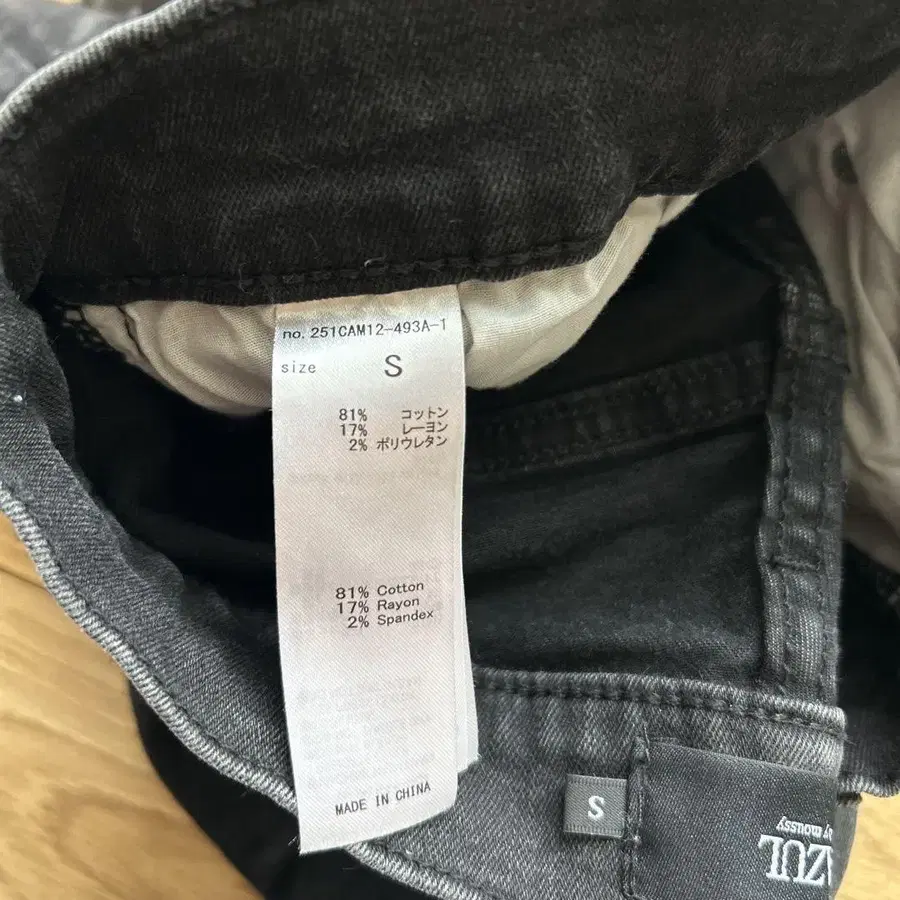 no. 251CAM12-493A-1
size S
81% コットン
17% レーヨン
2% ポリウレタン
81% Cotton
17% Rayon
2% Spandex
MADE IN CHINA
S
AZUL
by moussy